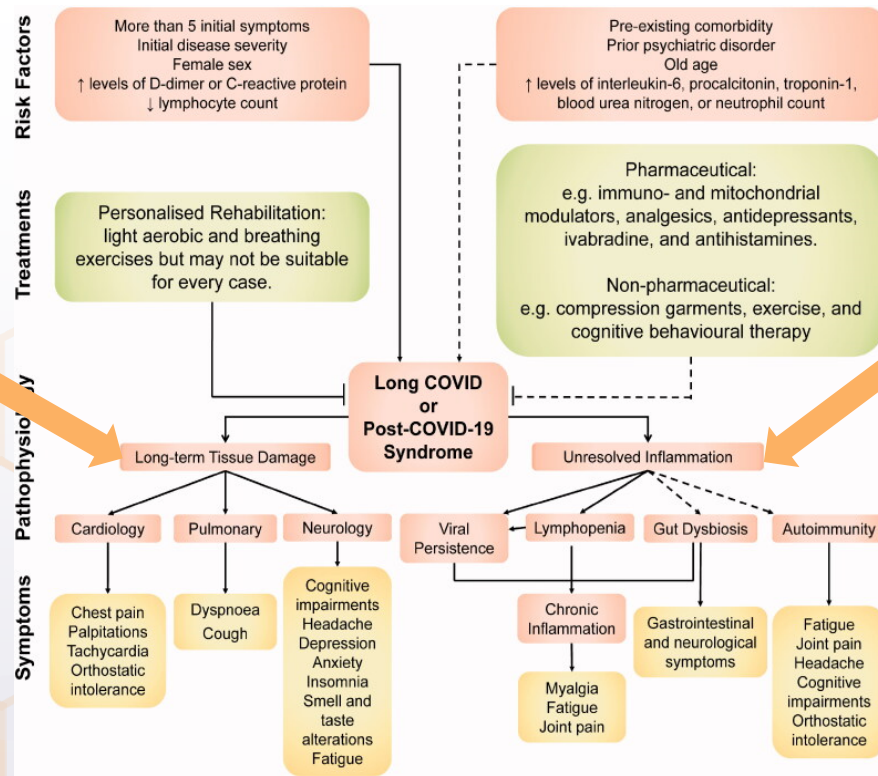 Risk Factors
More than 5 initial symptoms
Initial disease severity
Female sex
↑ levels of D-dimer or C-reactive protein
↓ lymphocyte count
Pre-existing comorbidity
Prior psychiatric disorder
Old age
↑ levels of interleukin-6, procalcitonin, troponin-1,
blood urea nitrogen, or neutrophil count
Treatments
Personalised Rehabilitation:
light aerobic and breathing
exercises but may not be suitable
for every case.
Pharmaceutical:
e.g. immuno- and mitochondrial
modulators, analgesics, antidepressants,
ivabradine, and antihistamines.
Non-pharmaceutical:
e.g. compression garments, exercise, and
cognitive behavioural therapy
Pathophysiology
Long COVID
or
Post-COVID-19
Syndrome
Long-term Tissue Damage
Unresolved Inflammation
Cardiology
Pulmonary
Neurology
Viral
Persistence
Lymphopenia
Gut Dysbiosis
Autoimmunity
Symptoms
Chest pain
Palpitations
Tachycardia
Orthostatic
intolerance
Dyspnoea
Cough
Cognitive
impairments
Headache
Depression
Anxiety
Insomnia
Smell and
taste
alterations
Fatigue
Chronic
Inflammation
Myalgia
Fatigue
Joint pain
Gastrointestinal
and neurological
symptoms
Fatigue
Joint pain
Headache
Cognitive
impairments
Orthostatic
intolerance